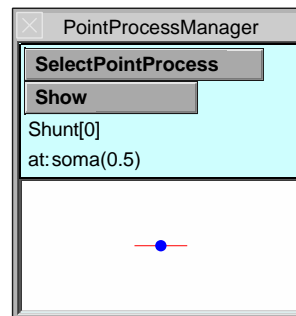 PointProcessManager
SelectPointProcess
Show
Shunt[0]
at:soma(0.5)